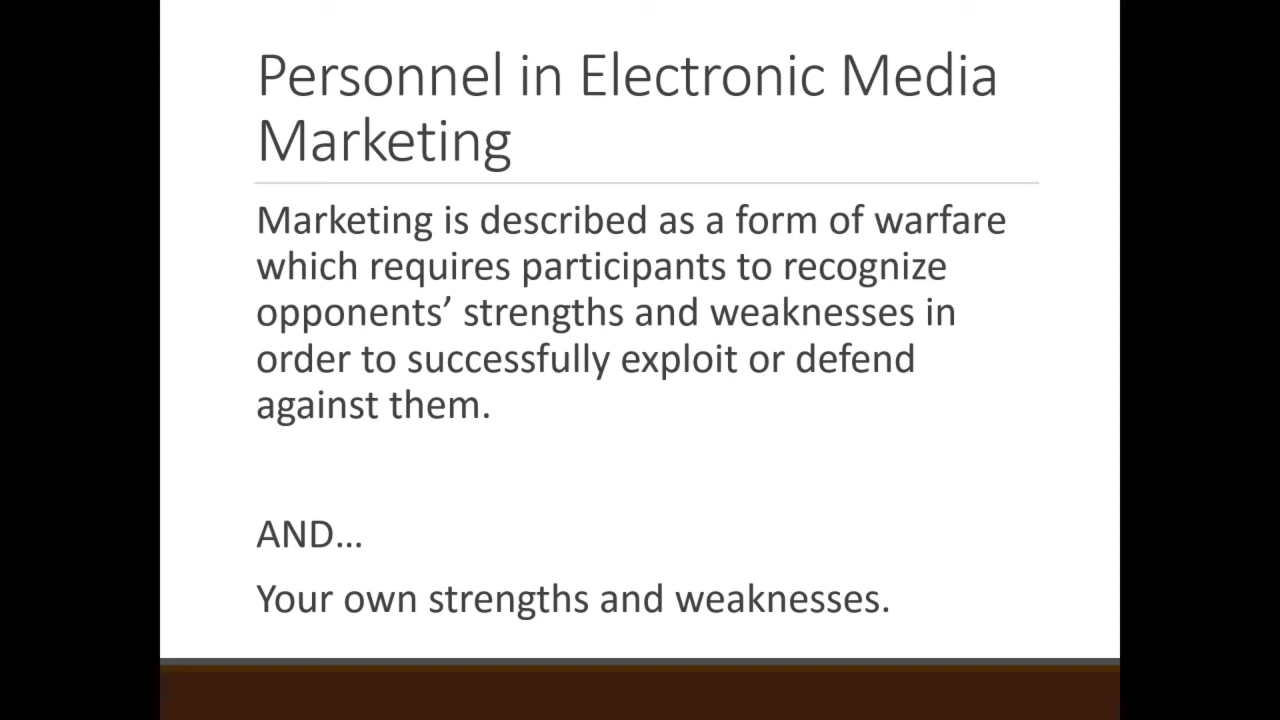 Personnel in Electronic Media
Marketing
Marketing is described as a form of warfare
which requires participants to recognize
opponents’ strengths and weaknesses in
order to successfully exploit or defend
against them.
AND…
Your own strengths and weaknesses.